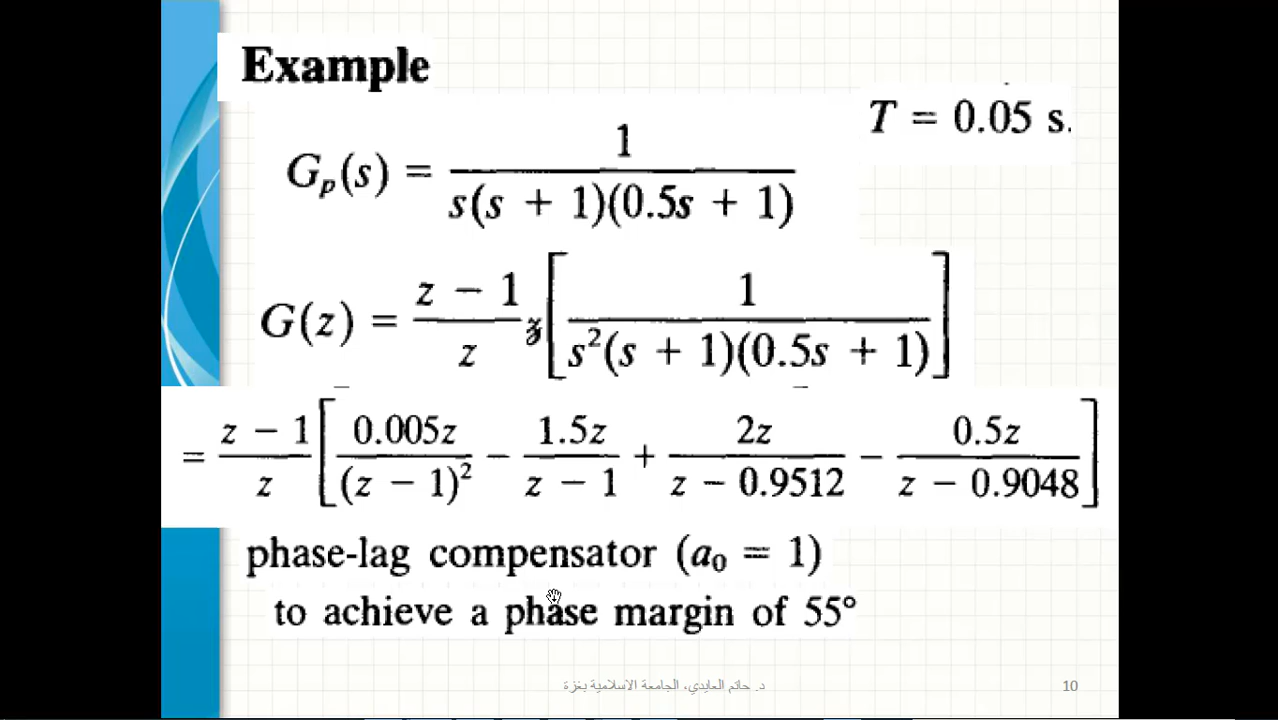 Example
T = 0.05 s.
G_p(s) = 1 / (s(s + 1)(0.5s + 1))
G(z) = (z − 1)/z 𝔷[1 / (s²(s + 1)(0.5s + 1))]
= (z − 1)/z [0.005z/(z − 1)² − 1.5z/(z − 1) + 2z/(z − 0.9512) − 0.5z/(z − 0.9048)]
phase-lag compensator (a₀ = 1)
to achieve a phase margin of 55°
د. حاتم العايدي، الجامعة الاسلامية بغزة
10